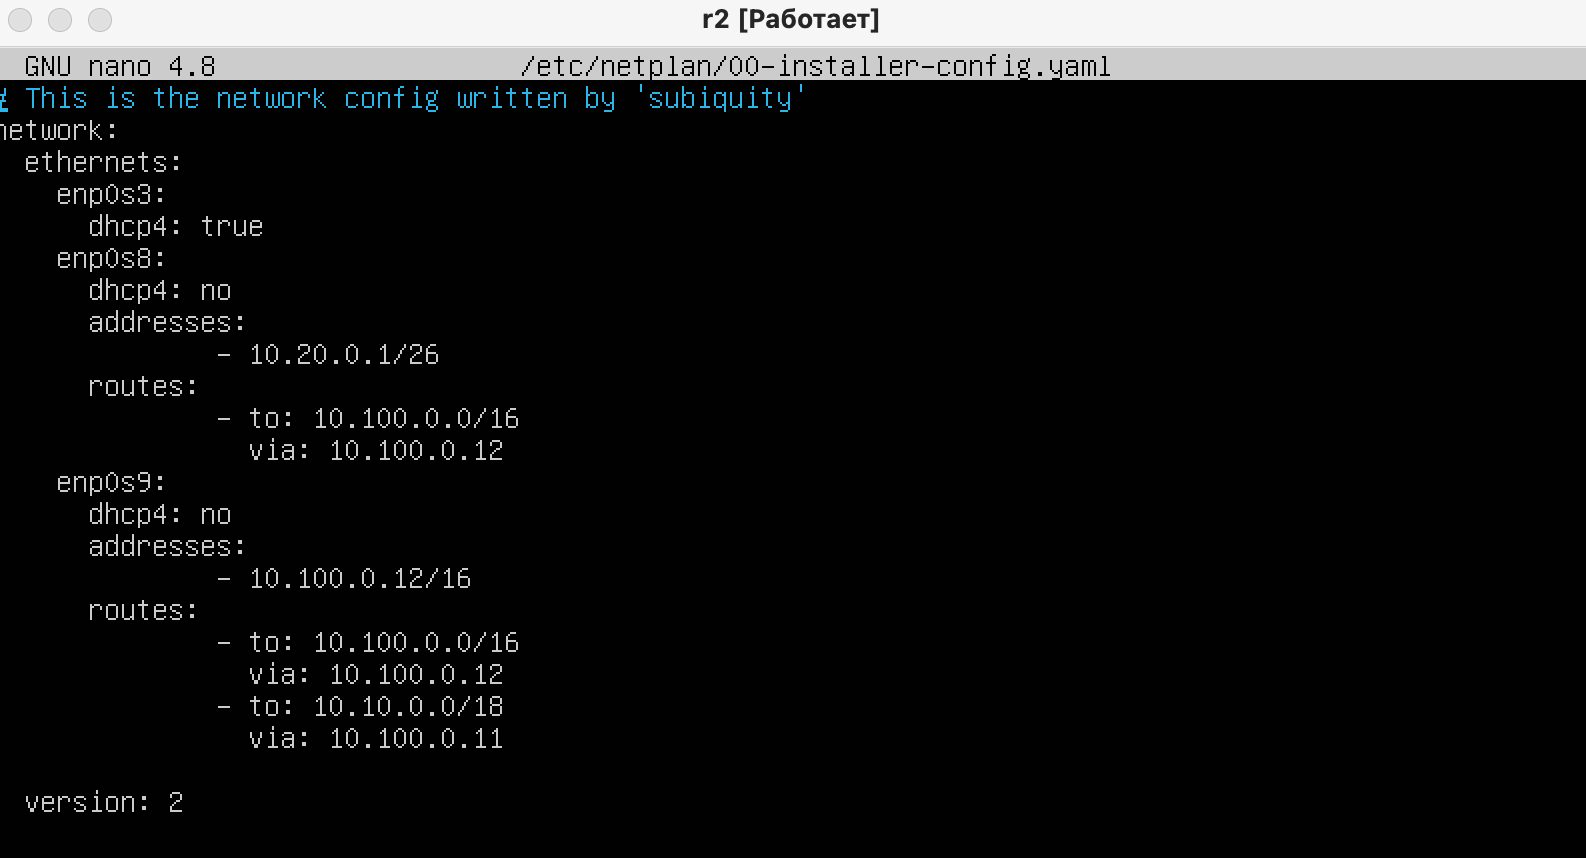 r2 [Работает]
GNU nano 4.8 /etc/netplan/00-installer-config.yaml
# This is the network config written by 'subiquity'
network:
  ethernets:
    enp0s3:
      dhcp4: true
    enp0s8:
      dhcp4: no
      addresses:
              - 10.20.0.1/26
      routes:
              - to: 10.100.0.0/16
                via: 10.100.0.12
    enp0s9:
      dhcp4: no
      addresses:
              - 10.100.0.12/16
      routes:
              - to: 10.100.0.0/16
                via: 10.100.0.12
              - to: 10.10.0.0/18
                via: 10.100.0.11
  version: 2